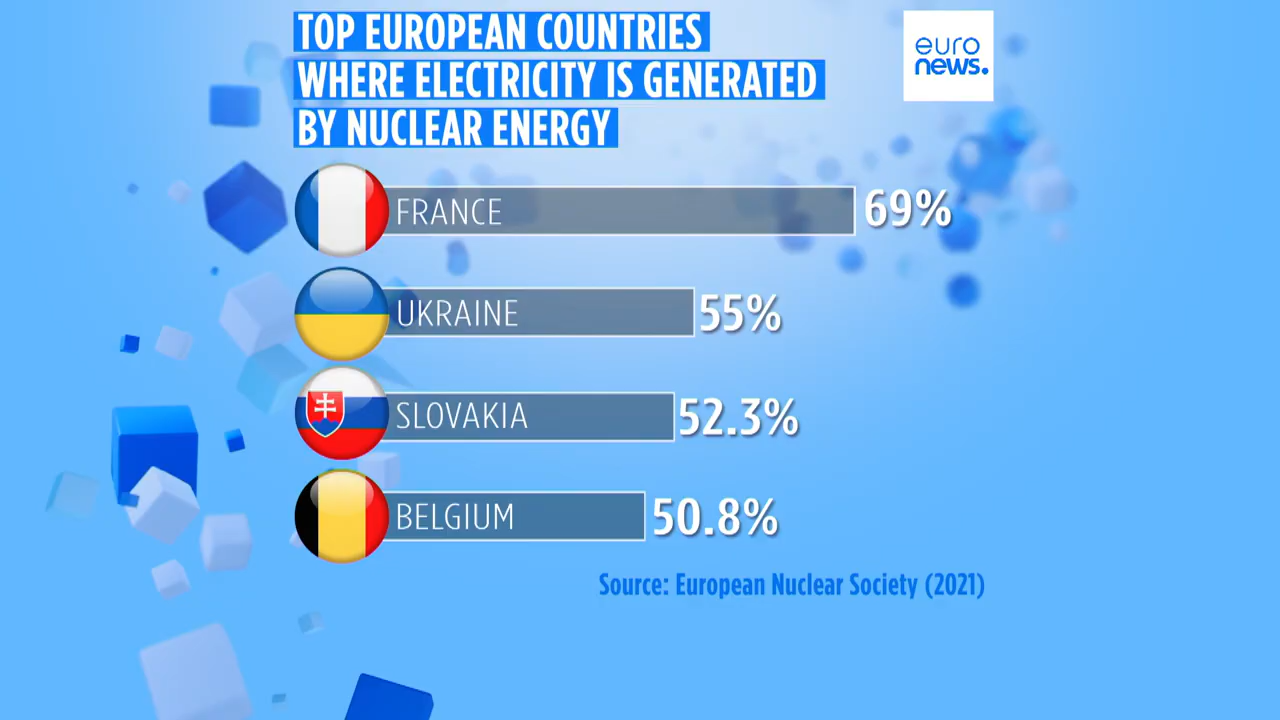 TOP EUROPEAN COUNTRIES
WHERE ELECTRICITY IS GENERATED
BY NUCLEAR ENERGY
euro
news.
FRANCE 69%
UKRAINE 55%
SLOVAKIA 52.3%
BELGIUM 50.8%
Source: European Nuclear Society (2021)